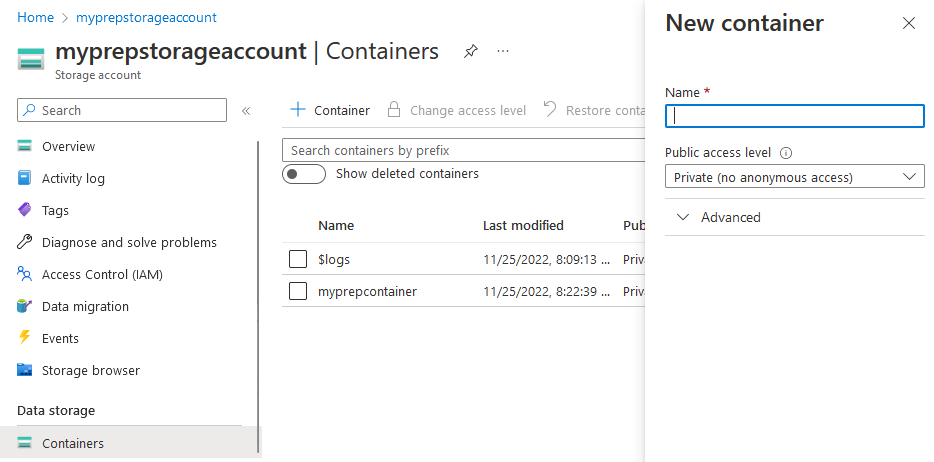 Home > myprepstorageaccount
myprepstorageaccount | Containers
Storage account
Search
Overview
Activity log
Tags
Diagnose and solve problems
Access Control (IAM)
Data migration
Events
Storage browser
Data storage
Containers
+ Container Change access level Restore conta
Search containers by prefix
Show deleted containers
Name Last modified Pub
$logs 11/25/2022, 8:09:13 ... Priva
myprepcontainer 11/25/2022, 8:22:39 ... Priva
New container
Name *
Public access level
Private (no anonymous access)
Advanced